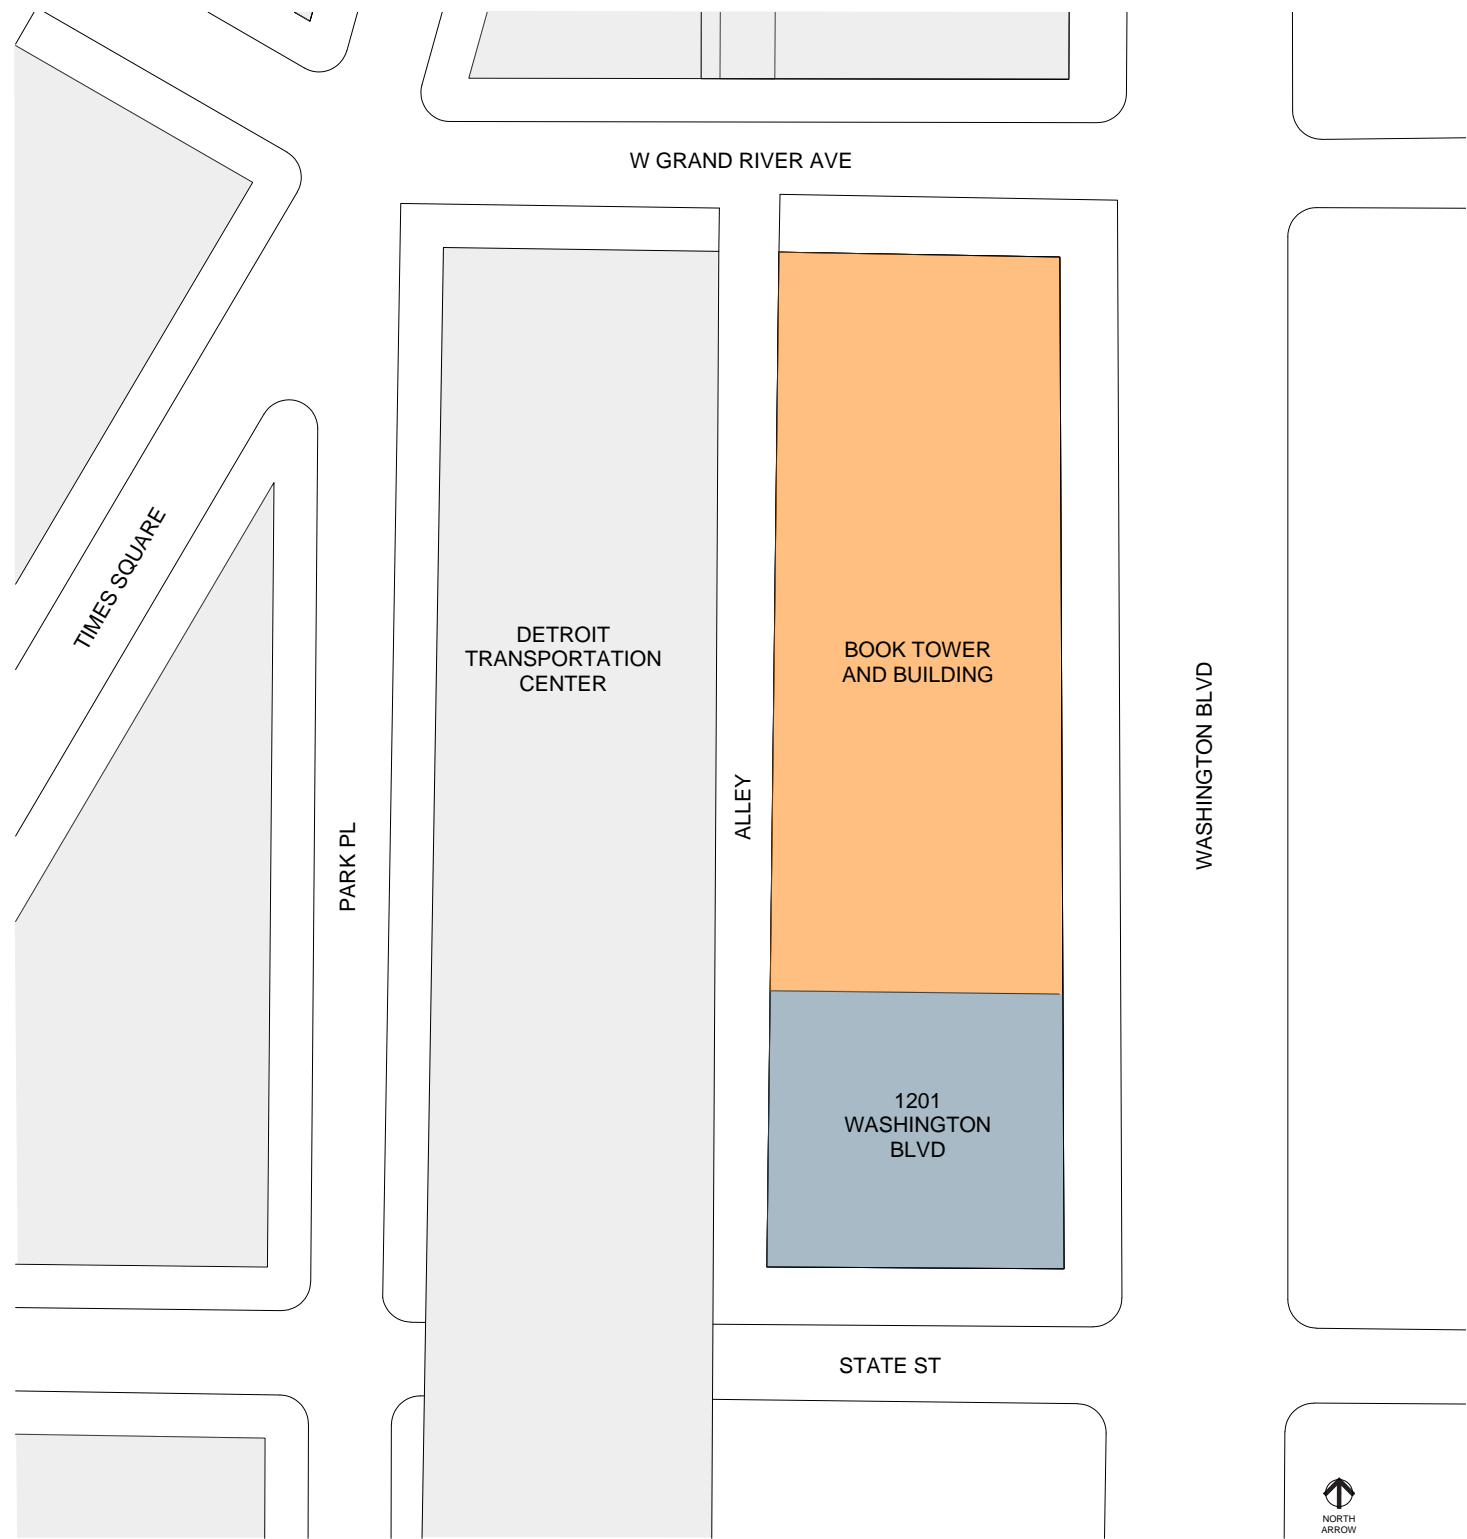 W GRAND RIVER AVE
TIMES SQUARE
DETROIT
TRANSPORTATION
CENTER
BOOK TOWER
AND BUILDING
WASHINGTON BLVD
ALLEY
PARK PL
1201
WASHINGTON
BLVD
STATE ST
NORTH
ARROW